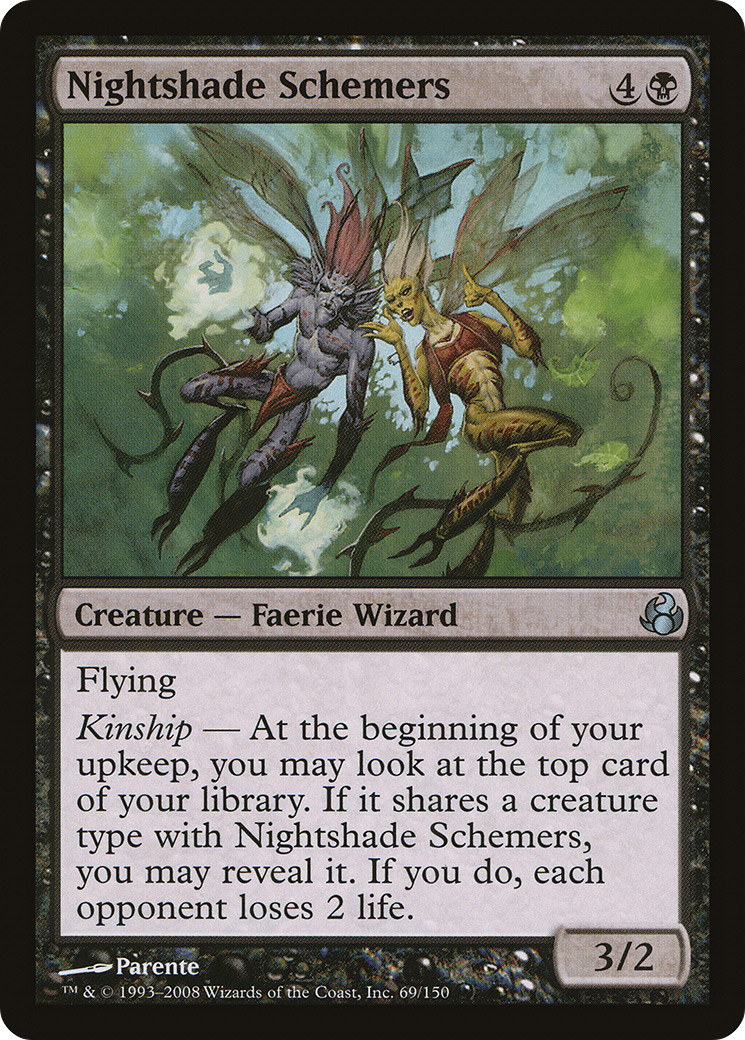 Nightshade Schemers 4
Creature — Faerie Wizard
Flying
Kinship — At the beginning of your
upkeep, you may look at the top card
of your library. If it shares a creature
type with Nightshade Schemers,
you may reveal it. If you do, each
opponent loses 2 life.
3/2
Parente
™ & © 1993–2008 Wizards of the Coast, Inc. 69/150